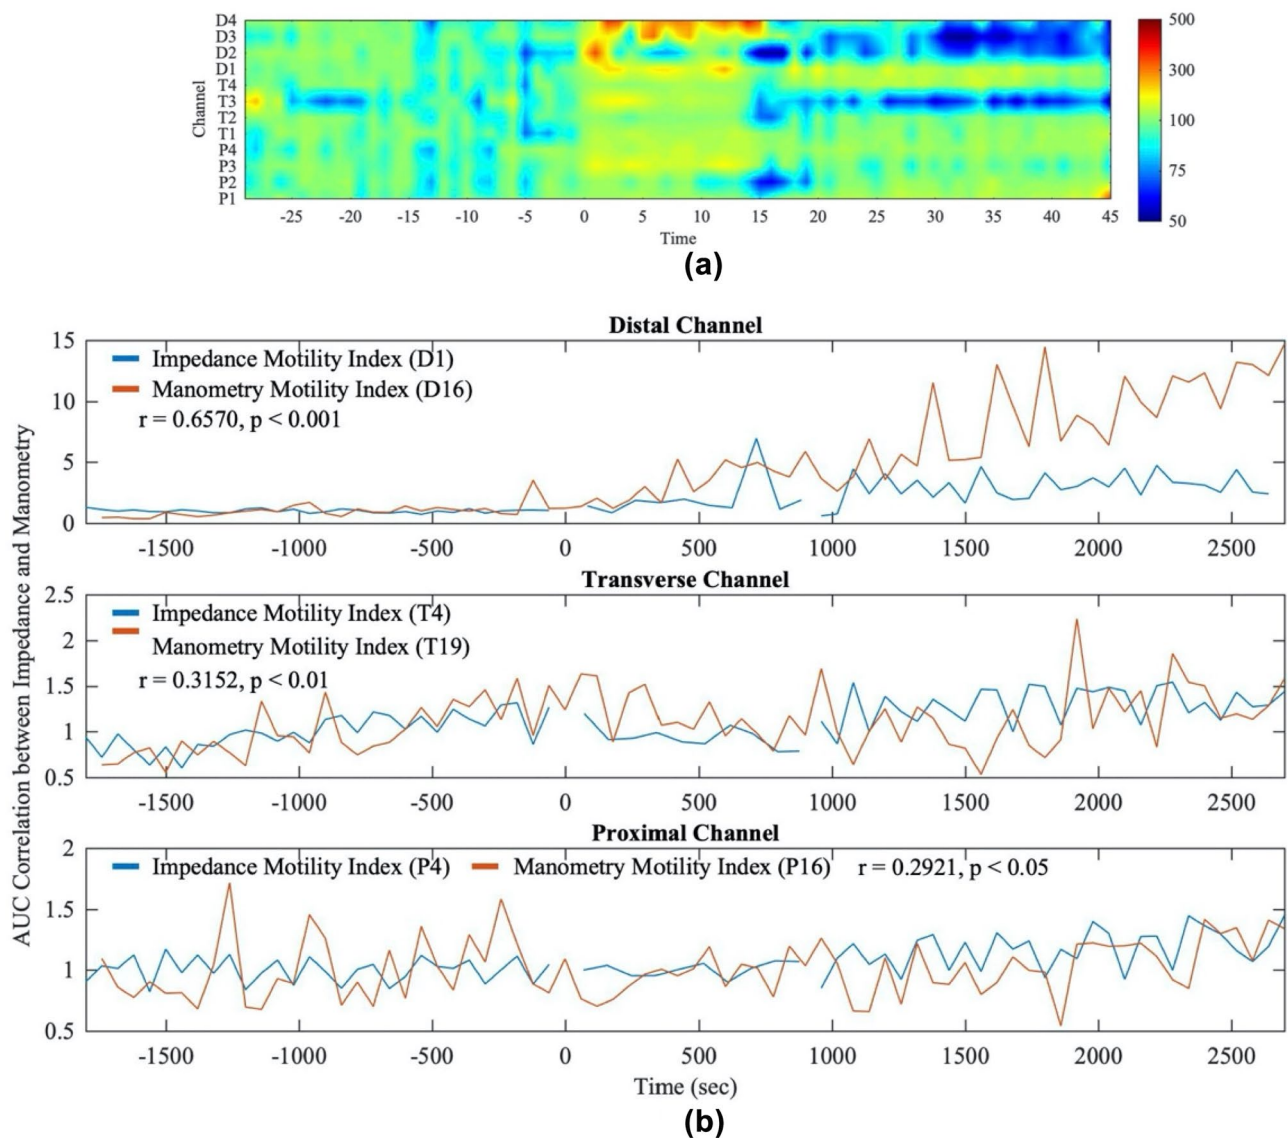 (a)
Channel
D4
D3
D2
D1
T4
T3
T2
T1
P4
P3
P2
P1
-25 -20 -15 -10 -5 0 5 10 15 20 25 30 35 40 45
Time
500
300
100
75
50
(a)
AUC Correlation between Impedance and Manometry
Distal Channel
Impedance Motility Index (D1)
Manometry Motility Index (D16)
r = 0.6570, p < 0.001
15
10
5
0
-1500 -1000 -500 0 500 1000 1500 2000 2500
Transverse Channel
Impedance Motility Index (T4)
Manometry Motility Index (T19)
r = 0.3152, p < 0.01
2.5
2
1.5
1
0.5
-1500 -1000 -500 0 500 1000 1500 2000 2500
Proximal Channel
Impedance Motility Index (P4) Manometry Motility Index (P16) r = 0.2921, p < 0.05
2
1.5
1
0.5
-1500 -1000 -500 0 500 1000 1500 2000 2500
Time (sec)
(b)